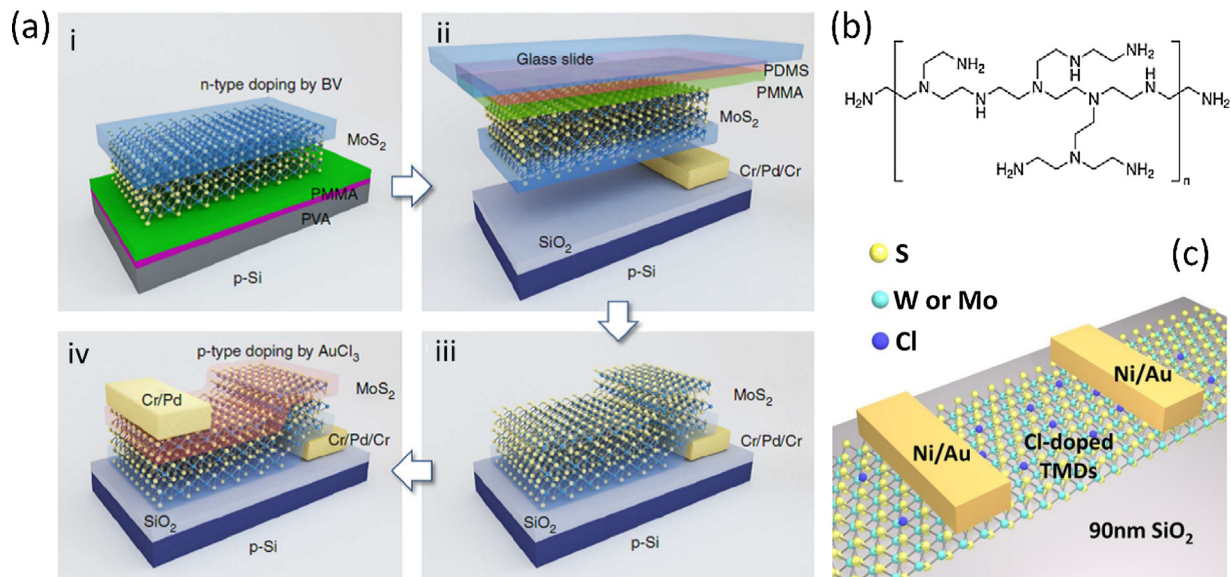 (a)
i
n-type doping by BV
MoS₂
PMMA
PVA
p-Si
ii
Glass slide
PDMS
PMMA
MoS₂
Cr/Pd/Cr
SiO₂
p-Si
iv
p-type doping by AuCl₃
Cr/Pd
MoS₂
Cr/Pd/Cr
SiO₂
p-Si
iii
MoS₂
Cr/Pd/Cr
SiO₂
p-Si
(b)
NH₂
N
H
NH₂
H₂N
N
N
H
N
N
N
H
NH₂
H₂N
N
NH₂
n
(c)
S
W or Mo
Cl
Ni/Au
Ni/Au
Cl-doped
TMDs
90nm SiO₂